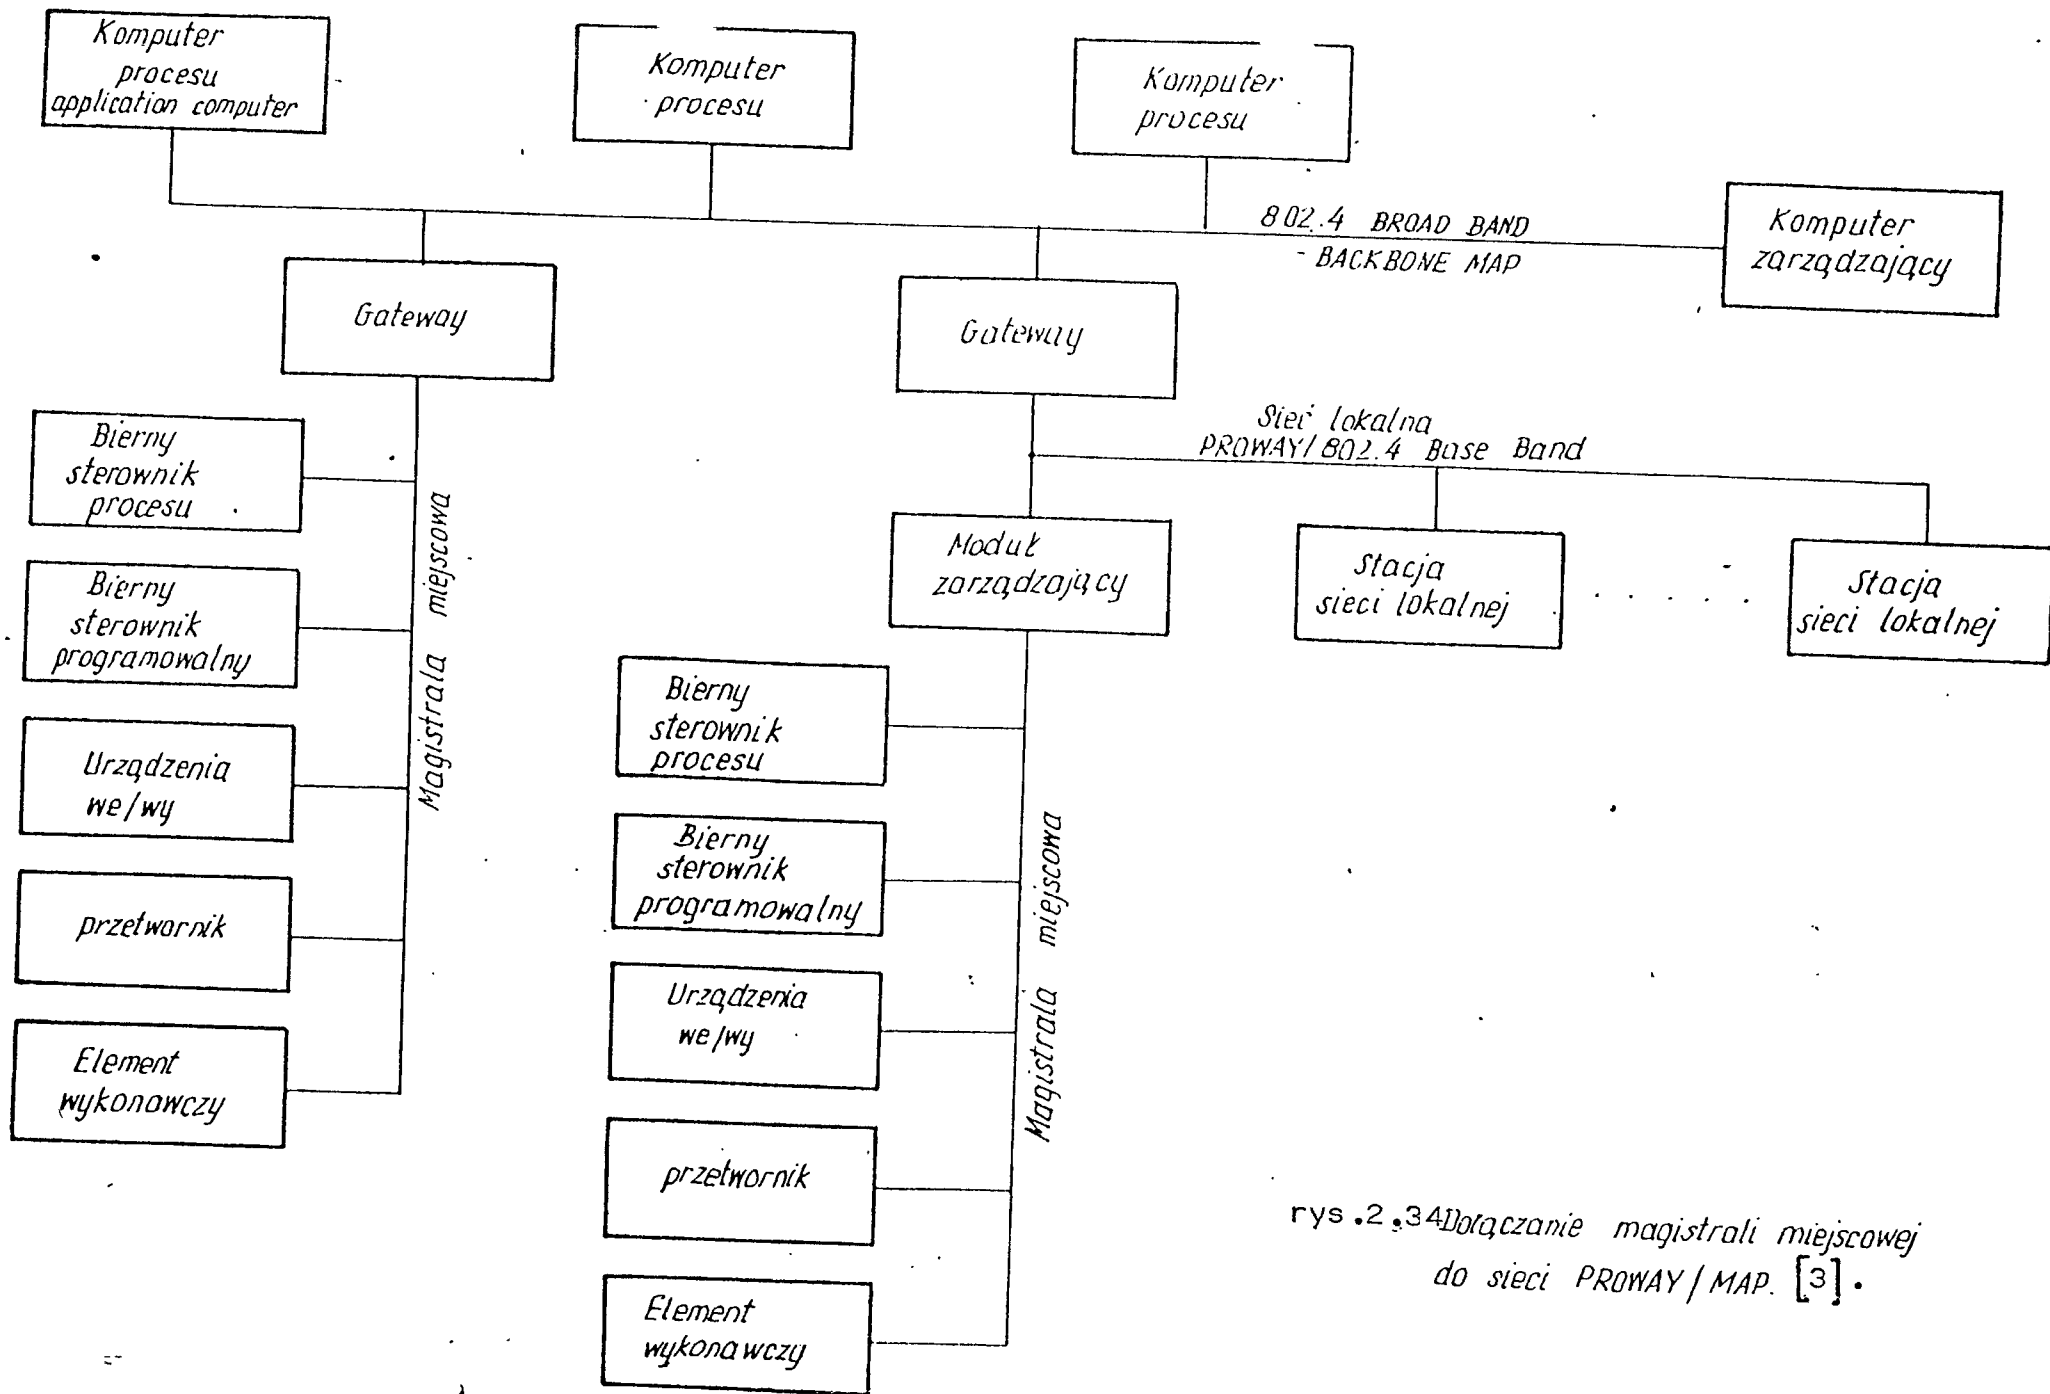 Komputer
procesu
application computer
Komputer
procesu
Komputer
procesu
802.4 BROAD BAND
- BACKBONE MAP
Komputer
zarządzający
Gateway
Gateway
Sieć lokalna
PROWAY/802.4 Base Band
Bierny
sterownik
procesu
Bierny
sterownik
programowalny
Urządzenia
we/wy
przetwornik
Element
wykonawczy
Magistrala miejscowa
Moduł
zarządzający
Stacja
sieci lokalnej
Stacja
sieci lokalnej
Bierny
sterownik
procesu
Bierny
sterownik
programowalny
Urządzenia
we/wy
przetwornik
Element
wykonawczy
Magistrala miejscowa
rys.2.34 Dołączanie magistrali miejscowej
do sieci PROWAY/MAP. [3].